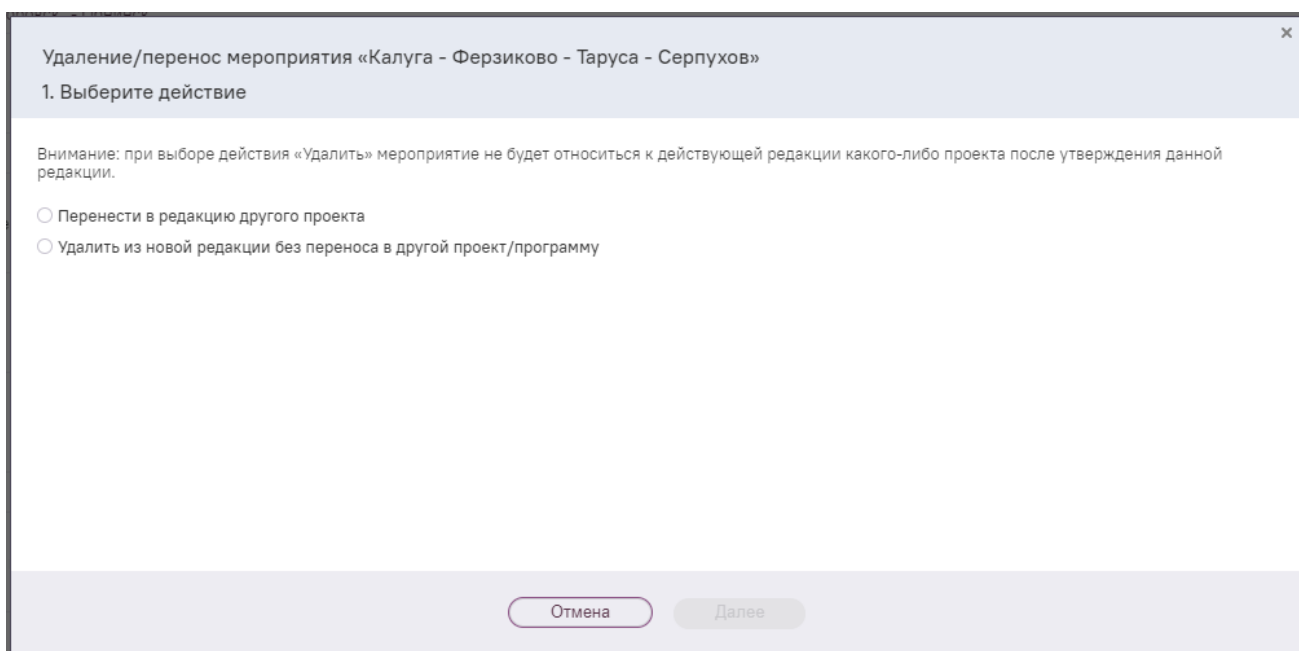 ×
Удаление/перенос мероприятия «Калуга - Ферзиково - Таруса - Серпухов»
1. Выберите действие
Внимание: при выборе действия «Удалить» мероприятие не будет относиться к действующей редакции какого-либо проекта после утверждения данной
редакции.
Перенести в редакцию другого проекта
Удалить из новой редакции без переноса в другой проект/программу
Отмена
Далее